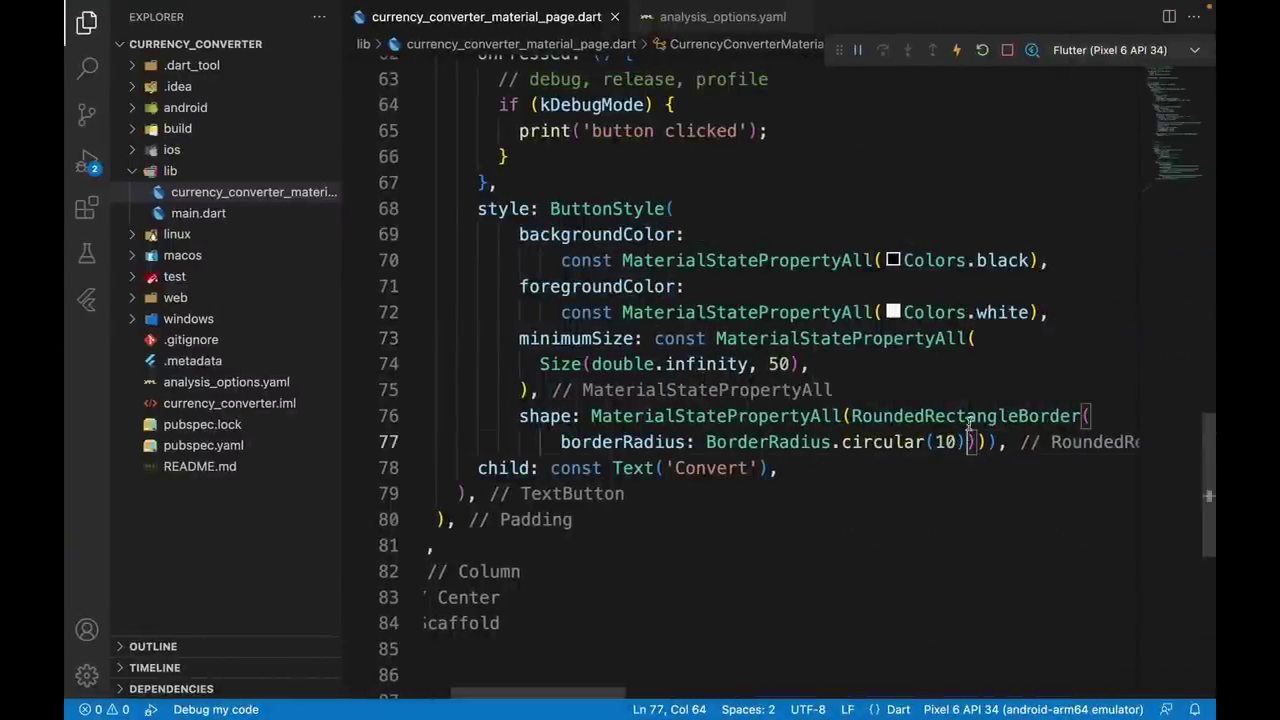 EXPLORER
CURRENCY_CONVERTER
.dart_tool
.idea
android
build
ios
lib
currency_converter_materi...
main.dart
linux
macos
test
web
windows
.gitignore
.metadata
analysis_options.yaml
currency_converter.iml
pubspec.lock
pubspec.yaml
README.md
OUTLINE
TIMELINE
DEPENDENCIES
2
currency_converter_material_page.dart
analysis_options.yaml
lib > currency_converter_material_page.dart > CurrencyConverterMateria
Flutter (Pixel 6 API 34)
62 onPressed: () {
63 // debug, release, profile
64 if (kDebugMode) {
65 print('button clicked');
66 }
67 },
68 style: ButtonStyle(
69 backgroundColor:
70 const MaterialStatePropertyAll(Colors.black),
71 foregroundColor:
72 const MaterialStatePropertyAll(Colors.white),
73 minimumSize: const MaterialStatePropertyAll(
74 Size(double.infinity, 50),
75 ), // MaterialStatePropertyAll
76 shape: MaterialStatePropertyAll(RoundedRectangleBorder(
77 borderRadius: BorderRadius.circular(10)))), // RoundedRe
78 child: const Text('Convert'),
79 ), // TextButton
80 ), // Padding
81 ,
82 // Column
83 / Center
84 Scaffold
85
86
87
0 0 Debug my code
Ln 77, Col 64 Spaces: 2 UTF-8 LF {} Dart Pixel 6 API 34 (android-arm64 emulator)